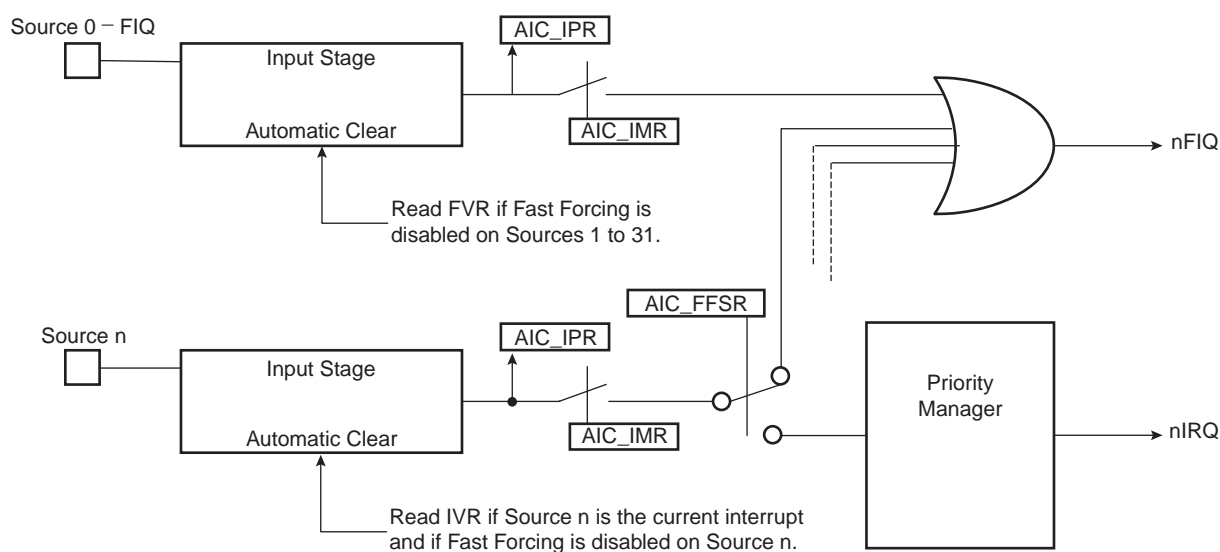 Source 0 – FIQ
AIC_IPR
Input Stage
Automatic Clear
AIC_IMR
nFIQ
Read FVR if Fast Forcing is
disabled on Sources 1 to 31.
AIC_FFSR
Source n
AIC_IPR
Input Stage
Priority
Manager
Automatic Clear
AIC_IMR
nIRQ
Read IVR if Source n is the current interrupt
and if Fast Forcing is disabled on Source n.